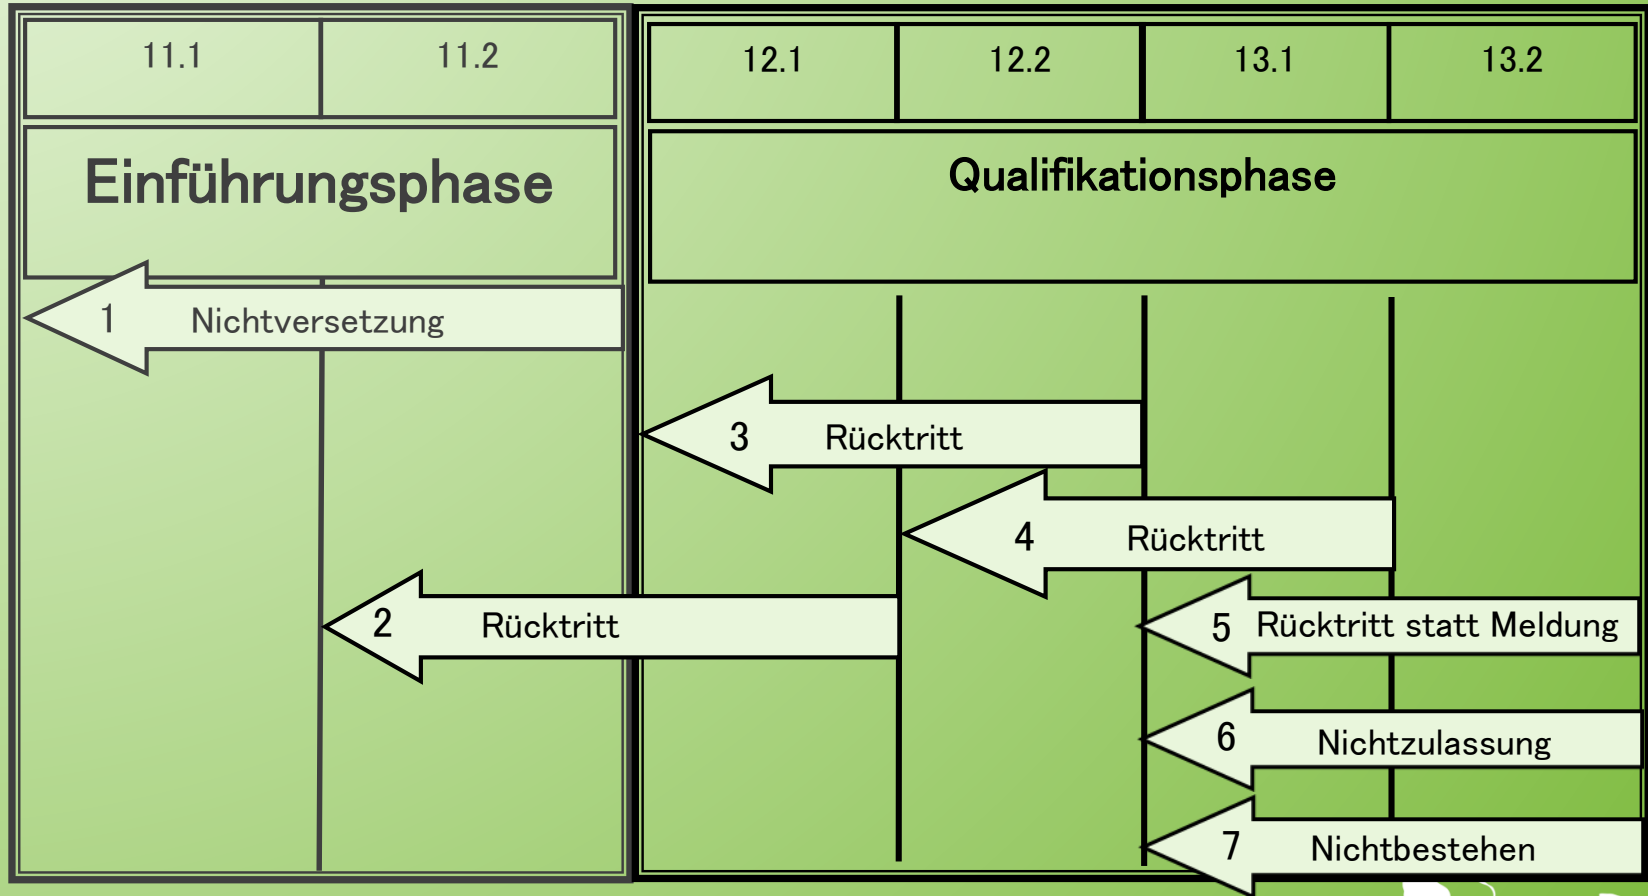 11.1
11.2
12.1
12.2
13.1
13.2
Einführungsphase
Qualifikationsphase
1 Nichtversetzung
3 Rücktritt
4 Rücktritt
2 Rücktritt
5 Rücktritt statt Meldung
6 Nichtzulassung
7 Nichtbestehen